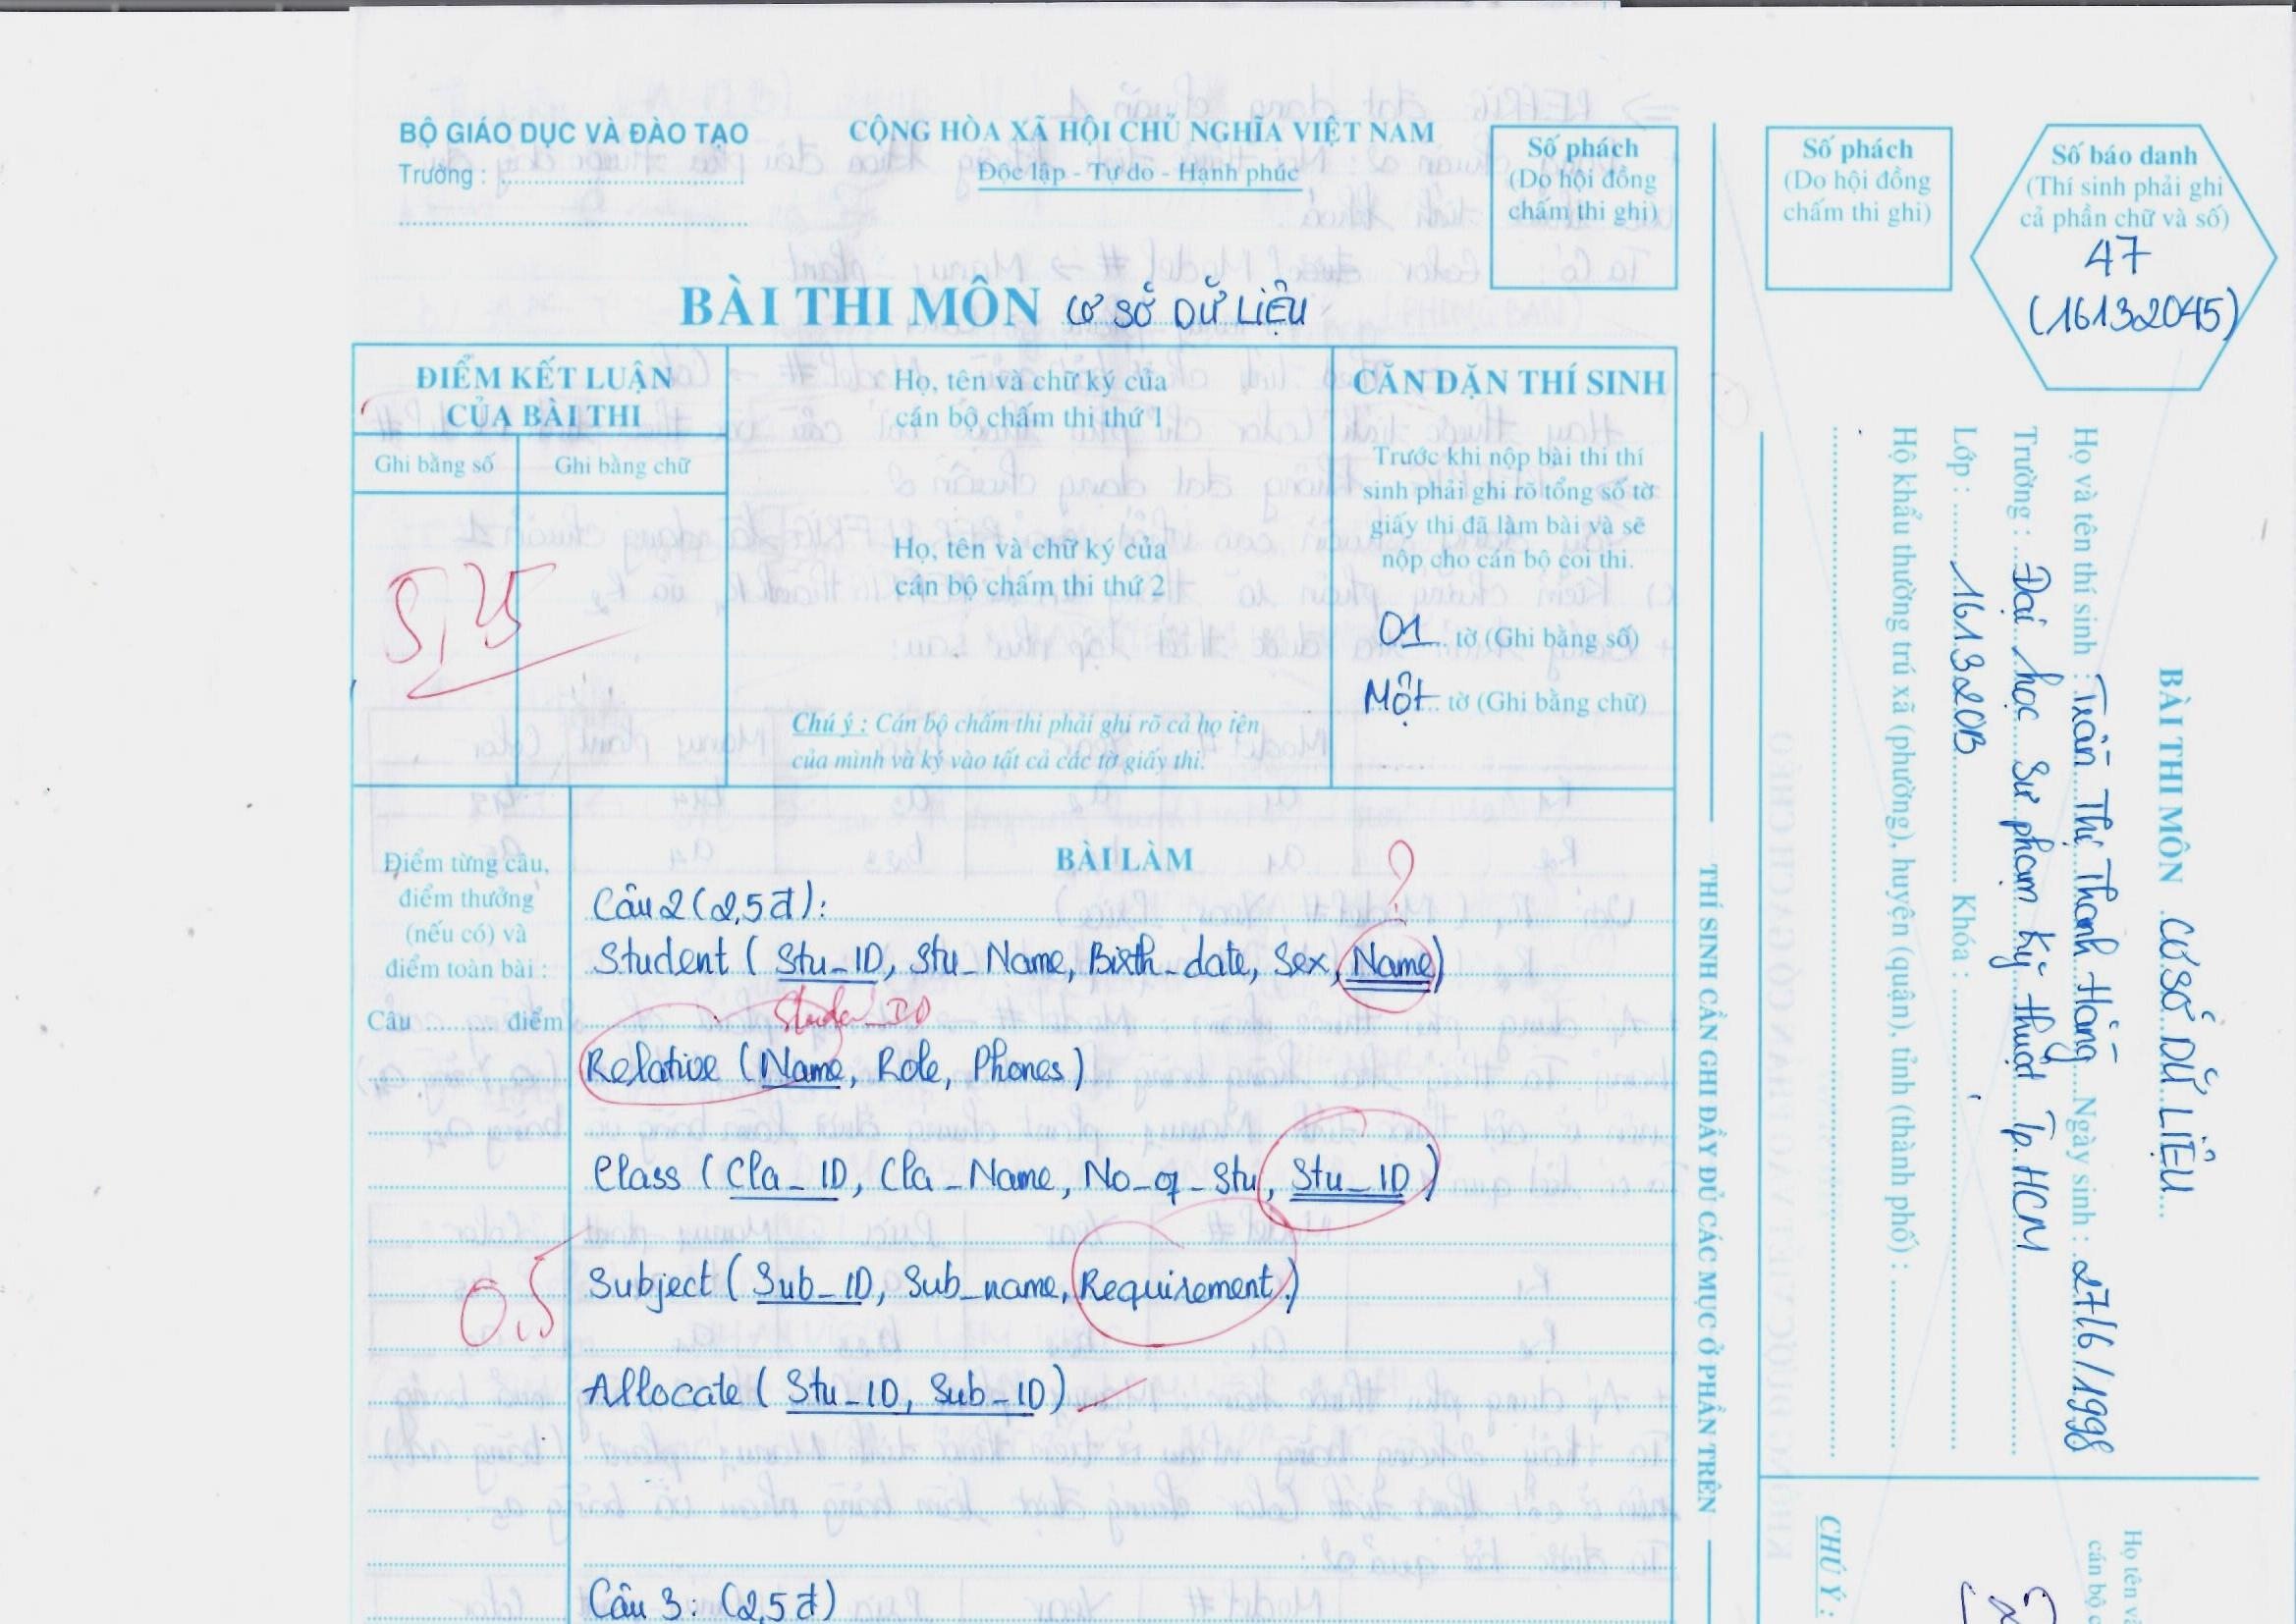 BỘ GIÁO DỤC VÀ ĐÀO TẠO
Trường :
CỘNG HÒA XÃ HỘI CHỦ NGHĨA VIỆT NAM
Độc lập - Tự do - Hạnh phúc
Số phách
(Do hội đồng
chấm thi ghi)
BÀI THI MÔN CƠ SỞ DỮ LIỆU
ĐIỂM KẾT LUẬN
CỦA BÀI THI
Ghi bằng số
Ghi bằng chữ
5,25
Họ, tên và chữ ký của
cán bộ chấm thi thứ 1
Họ, tên và chữ ký của
cán bộ chấm thi thứ 2
Chú ý : Cán bộ chấm thi phải ghi rõ cả họ tên
của mình và ký vào tất cả các tờ giấy thi.
CĂN DẶN THÍ SINH
Trước khi nộp bài thi thí
sinh phải ghi rõ tổng số tờ
giấy thi đã làm bài và sẽ
nộp cho cán bộ coi thi.
01 tờ (Ghi bằng số)
Một tờ (Ghi bằng chữ)
Điểm từng câu,
điểm thưởng
(nếu có) và
điểm toàn bài :
Câu .......... điểm
0,5
BÀI LÀM
?
Câu 2 (2,5 đ):
Student ( Stu_ID, Stu_Name, Birth_date, Sex, Name)
Student_ID
Relative (Name, Role, Phones)
Class ( Cla_ID, Cla_Name, No_of_Stu, Stu_ID)
Subject ( Sub_ID, Sub_name, Requirement )
Allocate ( Stu_ID, Sub_ID)
Câu 3: (2,5 đ)
THÍ SINH CẦN GHI ĐẦY ĐỦ CÁC MỤC Ở PHẦN TRÊN
Số phách
(Do hội đồng
chấm thi ghi)
Số báo danh
(Thí sinh phải ghi
cả phần chữ và số)
47
(16132045)
BÀI THI MÔN CƠ SỞ DỮ LIỆU
Họ và tên thí sinh : Trần Thị Thanh Hằng Ngày sinh : 27/6/1998
Trường : Đại học Sư phạm Kỹ thuật Tp.HCM
Lớp : 161320B Khóa :
Hộ khẩu thường trú xã (phường), huyện (quận), tỉnh (thành phố) :
Họ tên và
cán bộ c
CHÚ Ý :